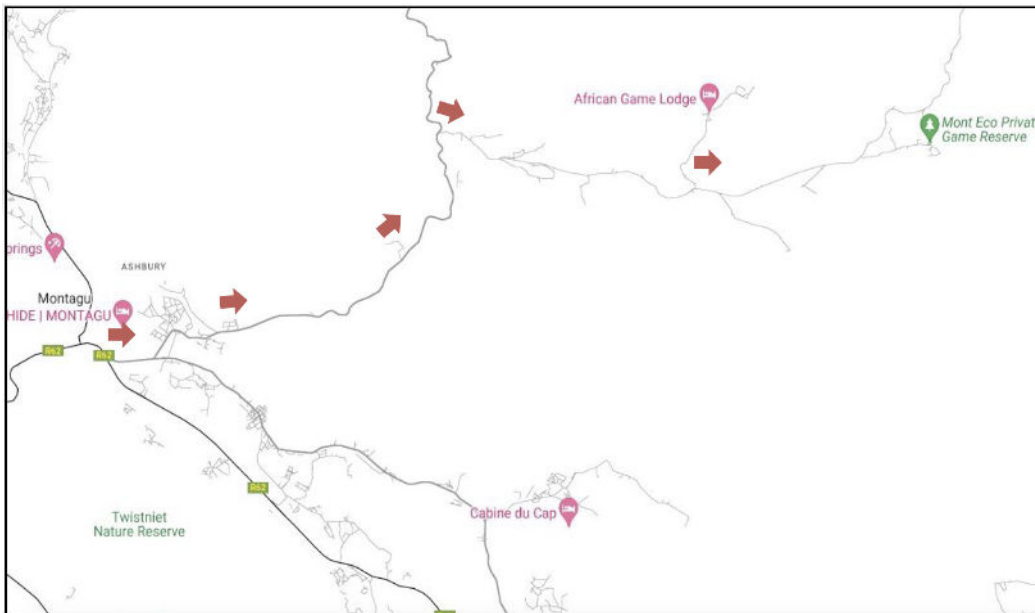 African Game Lodge
Mont Eco Privat
Game Reserve
prings
ASHBURY
Montagu
HIDE | MONTAGU
R62
R62
R62
Cabine du Cap
Twistniet
Nature Reserve